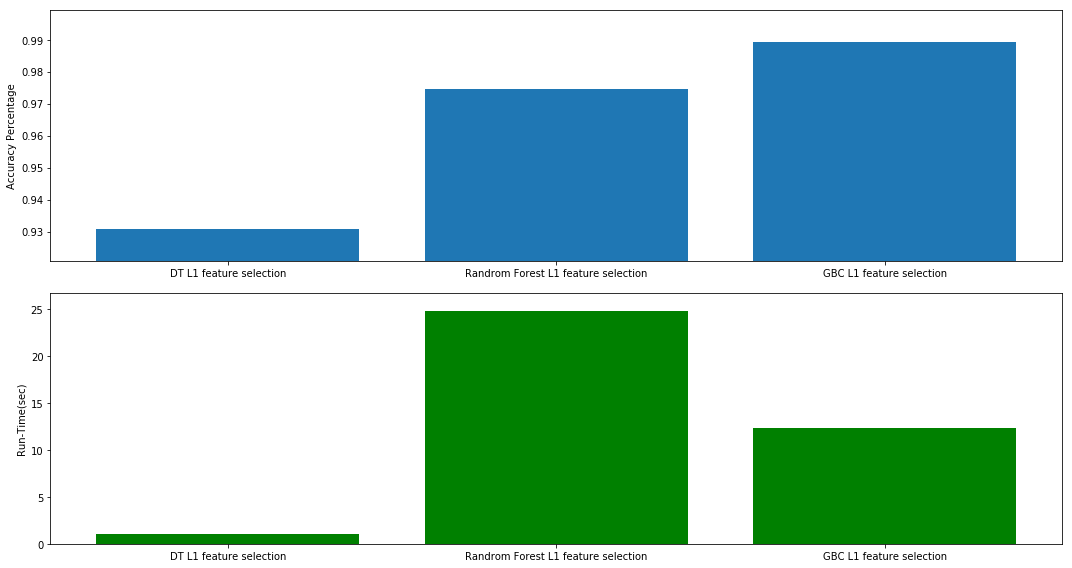 Accuracy Percentage
0.99
0.98
0.97
0.96
0.95
0.94
0.93
DT L1 feature selection
Randrom Forest L1 feature selection
GBC L1 feature selection
Run-Time(sec)
25
20
15
10
5
0
DT L1 feature selection
Randrom Forest L1 feature selection
GBC L1 feature selection